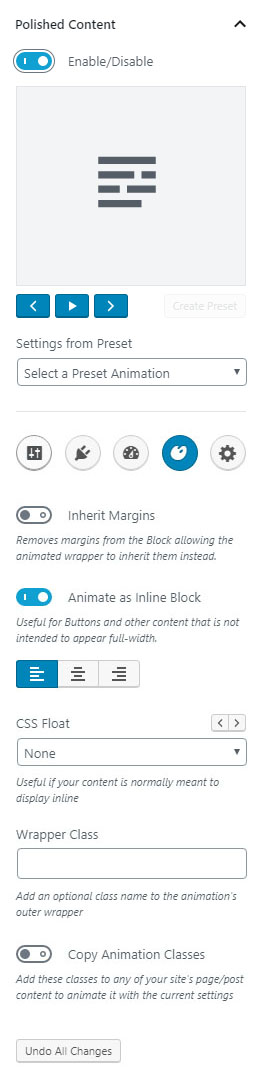 Polished Content
Enable/Disable
Create Preset
Settings from Preset
Select a Preset Animation
Inherit Margins
Removes margins from the Block allowing the
animated wrapper to inherit them instead.
Animate as Inline Block
Useful for Buttons and other content that is not
intended to appear full-width.
CSS Float
None
Useful if your content is normally meant to
display inline
Wrapper Class
Add an optional class name to the animation's
outer wrapper
Copy Animation Classes
Add these classes to any of your site's page/post
content to animate it with the current settings
Undo All Changes